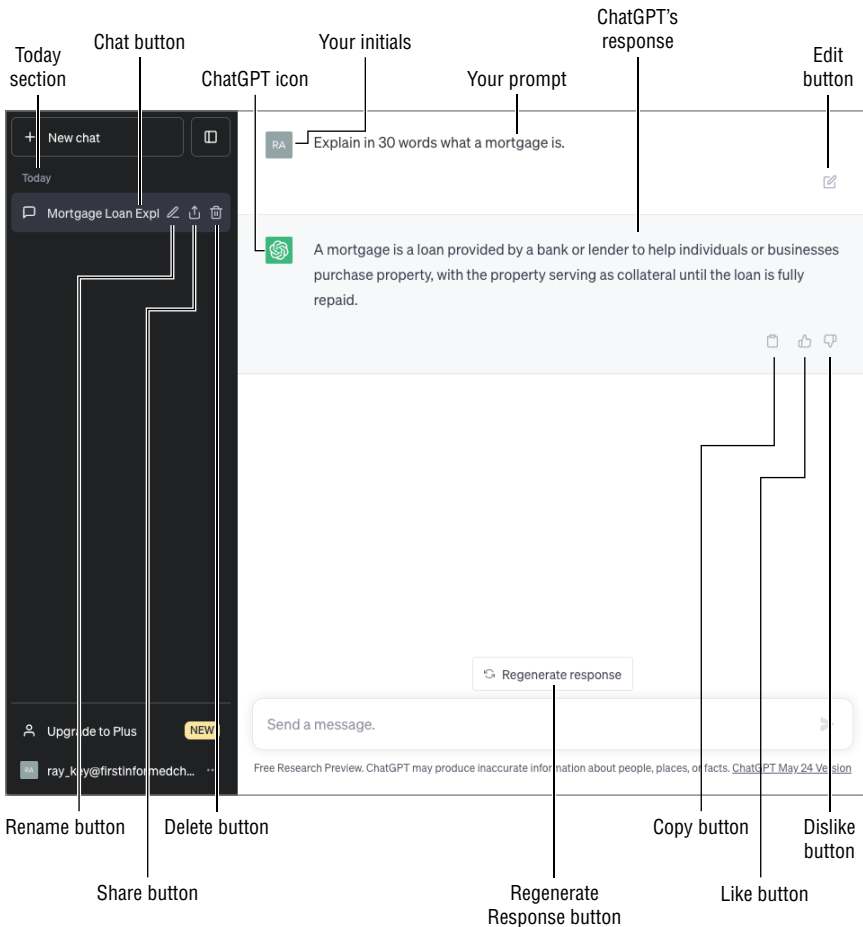 ChatGPT's
response
Chat button
Your initials
Today
section
Edit
button
ChatGPT icon
Your prompt
+ New chat
RA
Explain in 30 words what a mortgage is.
Today
Mortgage Loan Expl
A mortgage is a loan provided by a bank or lender to help individuals or businesses
purchase property, with the property serving as collateral until the loan is fully
repaid.
Regenerate response
Send a message.
Upgrade to Plus
NEW
RA
ray_key@firstinformedch... ...
Free Research Preview. ChatGPT may produce inaccurate information about people, places, or facts. ChatGPT May 24 Version
Rename button
Delete button
Copy button
Dislike
button
Share button
Regenerate
Response button
Like button